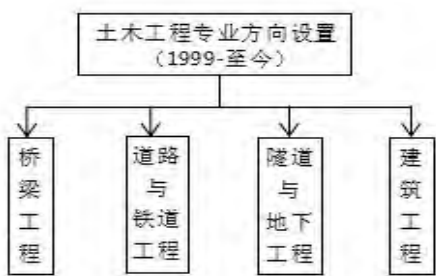 土木工程专业方向设置
（1999-至今）
桥
梁
工
程
道路
与
铁道
工程
隧道
与
地下
工程
建
筑
工
程